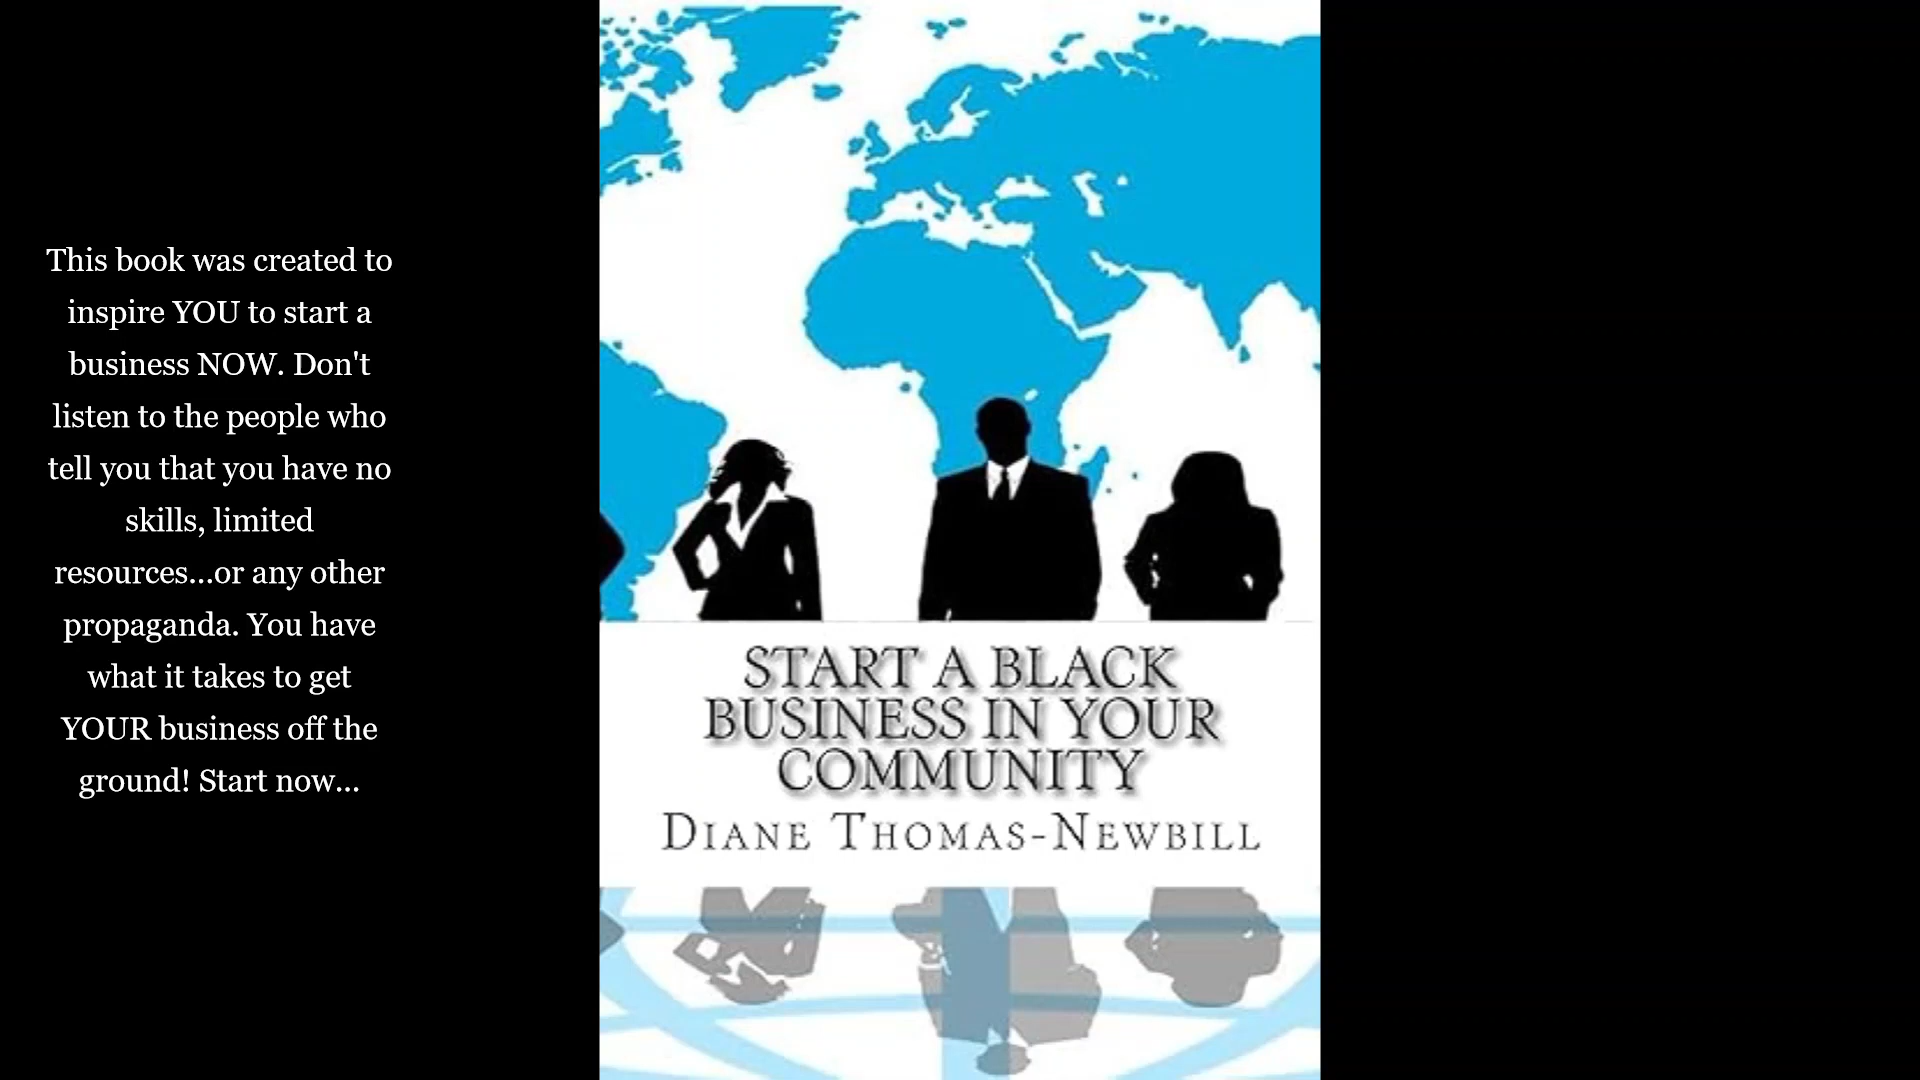 This book was created to
inspire YOU to start a
business NOW. Don't
listen to the people who
tell you that you have no
skills, limited
resources...or any other
propaganda. You have
what it takes to get
YOUR business off the
ground! Start now...
START A BLACK
BUSINESS IN YOUR
COMMUNITY
DIANE THOMAS-NEWBILL